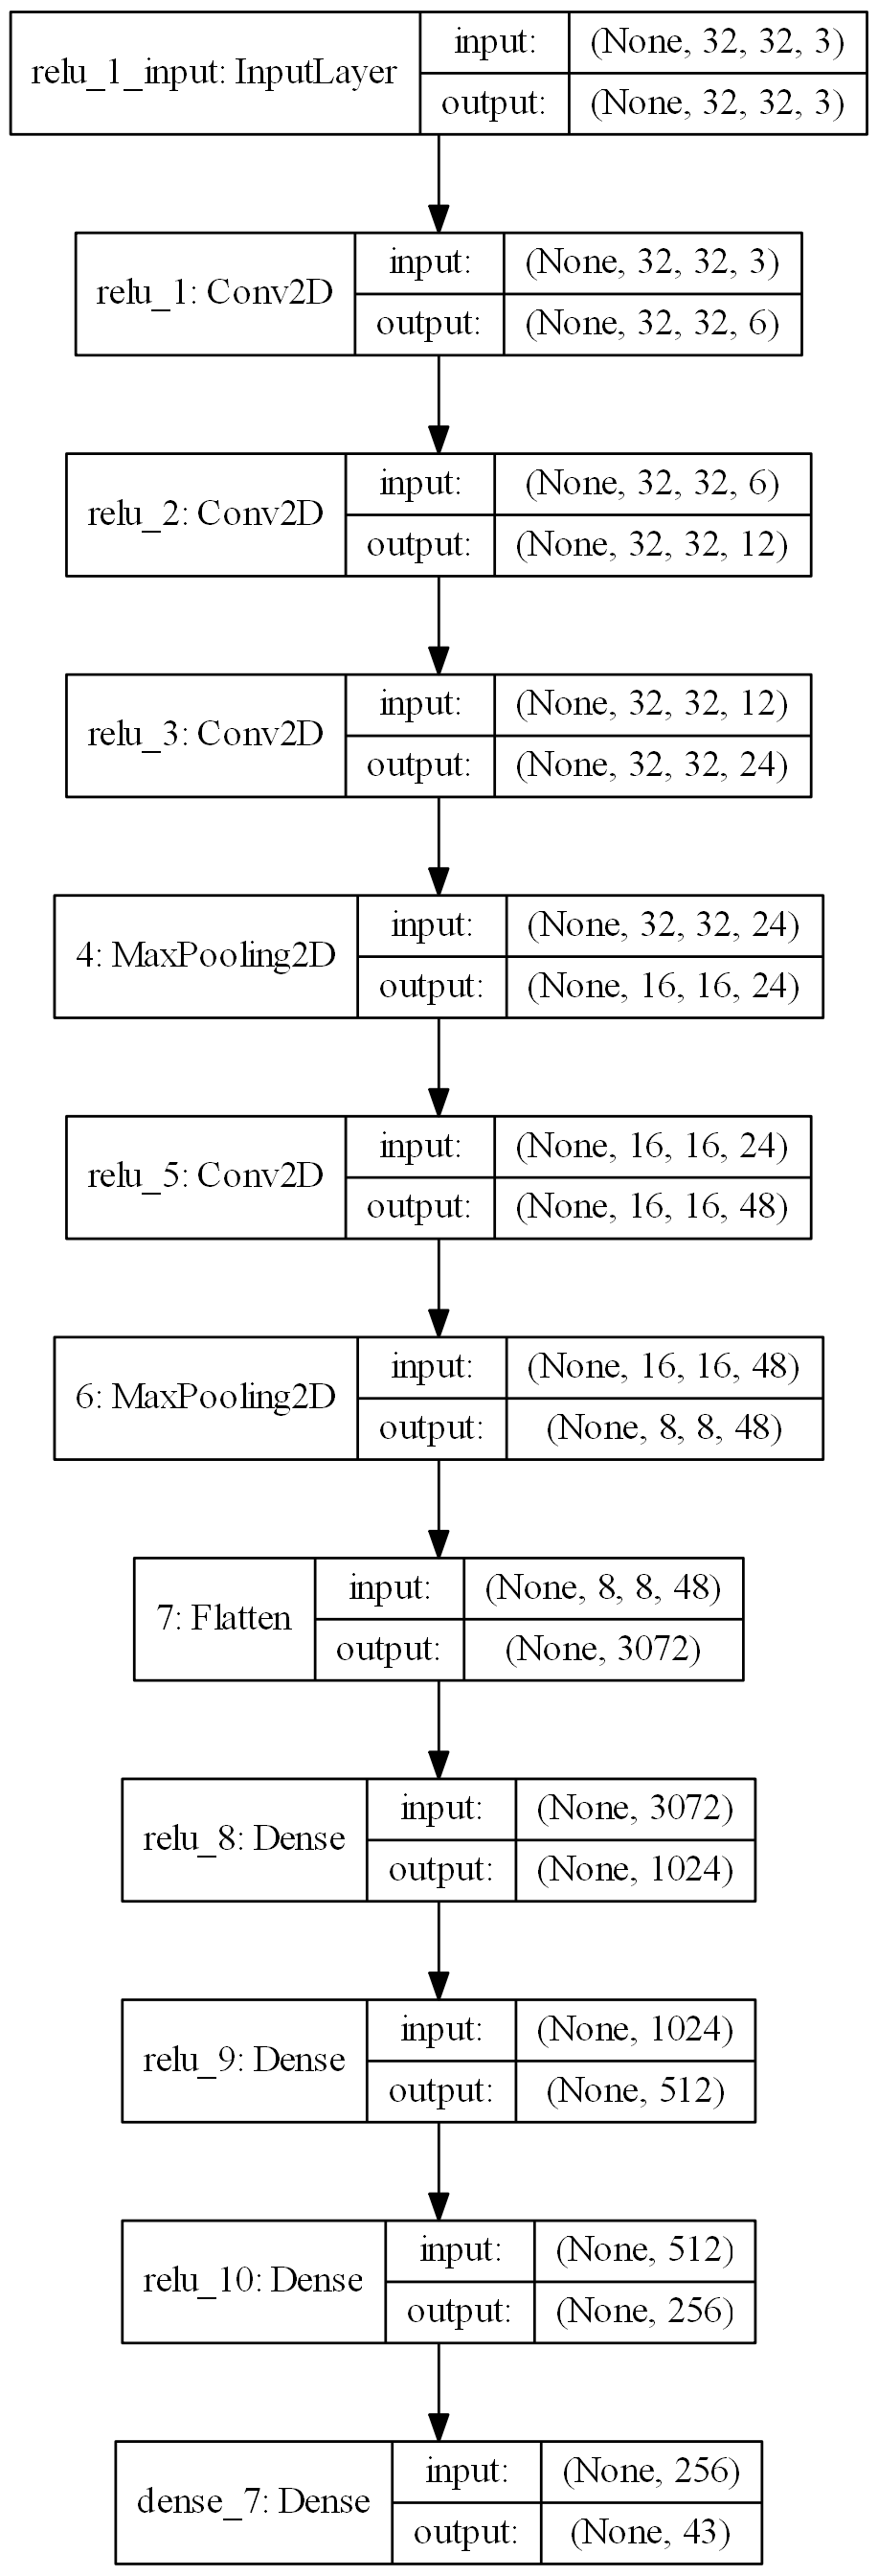 relu_1_input: InputLayer
input: (None, 32, 32, 3)
output: (None, 32, 32, 3)
relu_1: Conv2D
input: (None, 32, 32, 3)
output: (None, 32, 32, 6)
relu_2: Conv2D
input: (None, 32, 32, 6)
output: (None, 32, 32, 12)
relu_3: Conv2D
input: (None, 32, 32, 12)
output: (None, 32, 32, 24)
4: MaxPooling2D
input: (None, 32, 32, 24)
output: (None, 16, 16, 24)
relu_5: Conv2D
input: (None, 16, 16, 24)
output: (None, 16, 16, 48)
6: MaxPooling2D
input: (None, 16, 16, 48)
output: (None, 8, 8, 48)
7: Flatten
input: (None, 8, 8, 48)
output: (None, 3072)
relu_8: Dense
input: (None, 3072)
output: (None, 1024)
relu_9: Dense
input: (None, 1024)
output: (None, 512)
relu_10: Dense
input: (None, 512)
output: (None, 256)
dense_7: Dense
input: (None, 256)
output: (None, 43)